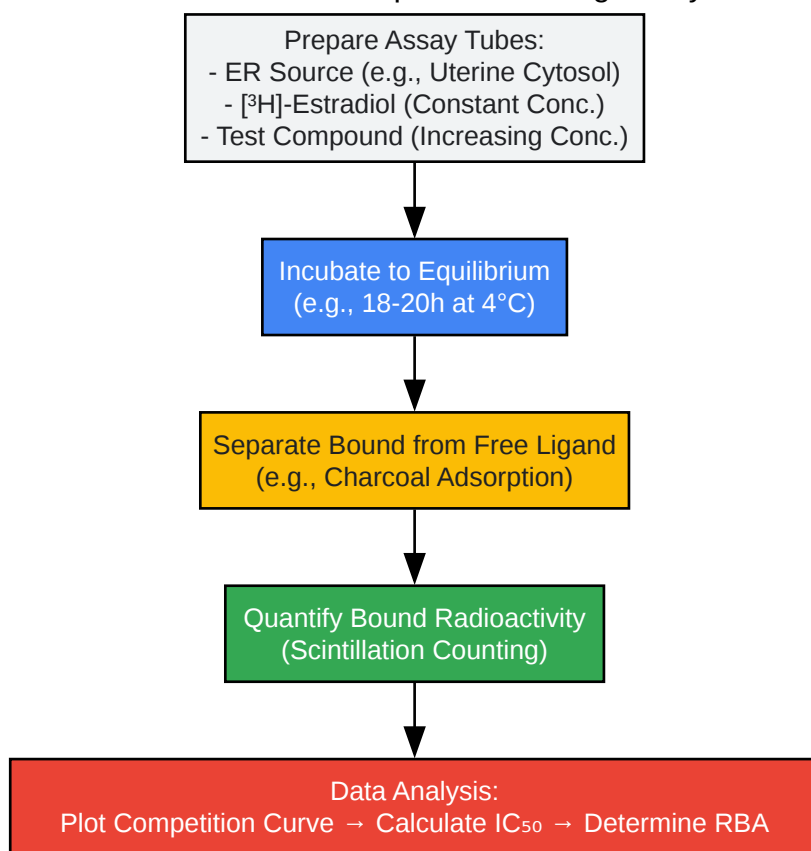 Prepare Assay Tubes:
- ER Source (e.g., Uterine Cytosol)
- [³H]-Estradiol (Constant Conc.)
- Test Compound (Increasing Conc.)
Incubate to Equilibrium
(e.g., 18-20h at 4°C)
Separate Bound from Free Ligand
(e.g., Charcoal Adsorption)
Quantify Bound Radioactivity
(Scintillation Counting)
Data Analysis:
Plot Competition Curve → Calculate IC₅₀ → Determine RBA